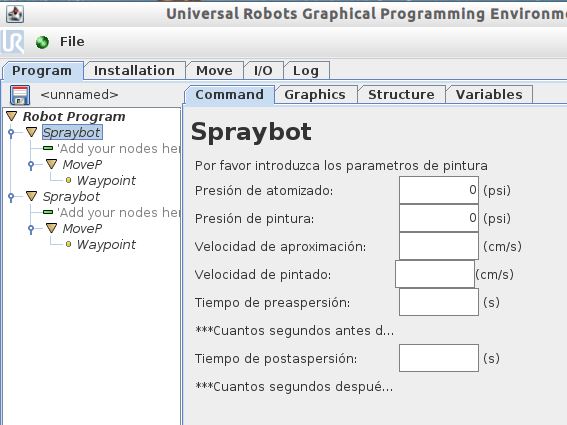 Universal Robots Graphical Programming Environme
UR File
Program Installation Move I/O Log
<unnamed>
Command Graphics Structure Variables
Robot Program
Spraybot
'Add your nodes her
MoveP
Waypoint
Spraybot
'Add your nodes her
MoveP
Waypoint
Spraybot
Por favor introduzca los parametros de pintura
Presión de atomizado: 0 (psi)
Presión de pintura: 0 (psi)
Velocidad de aproximación: (cm/s)
Velocidad de pintado: (cm/s)
Tiempo de preaspersión: (s)
***Cuantos segundos antes d...
Tiempo de postaspersión: (s)
***Cuantos segundos despué...